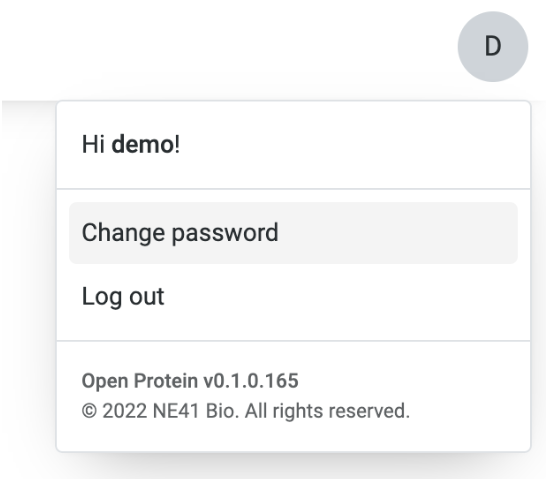 D
Hi demo!
Change password
Log out
Open Protein v0.1.0.165
© 2022 NE41 Bio. All rights reserved.